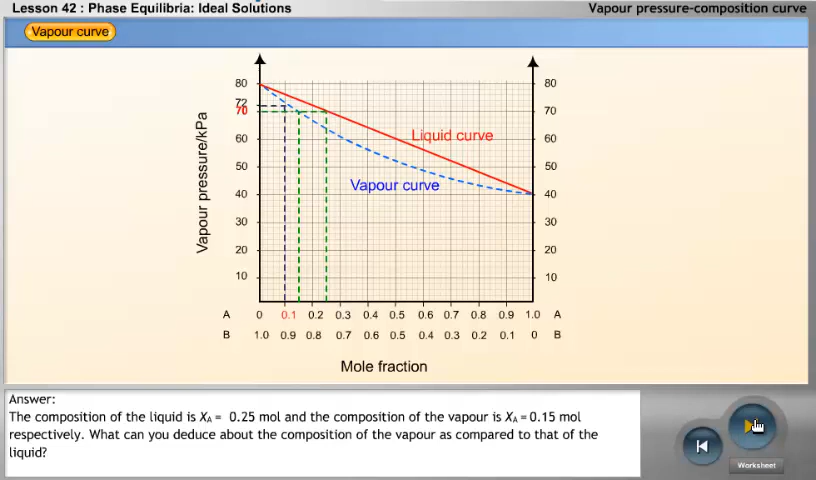 Lesson 42 : Phase Equilibria: Ideal Solutions
Vapour pressure-composition curve
Vapour curve
Vapour pressure/kPa
80
72
70
60
50
40
30
20
10
Liquid curve
Vapour curve
80
70
60
50
40
30
20
10
A 0 0.1 0.2 0.3 0.4 0.5 0.6 0.7 0.8 0.9 1.0 A
B 1.0 0.9 0.8 0.7 0.6 0.5 0.4 0.3 0.2 0.1 0 B
Mole fraction
Answer:
The composition of the liquid is XA = 0.25 mol and the composition of the vapour is XA = 0.15 mol
respectively. What can you deduce about the composition of the vapour as compared to that of the
liquid?
Worksheet